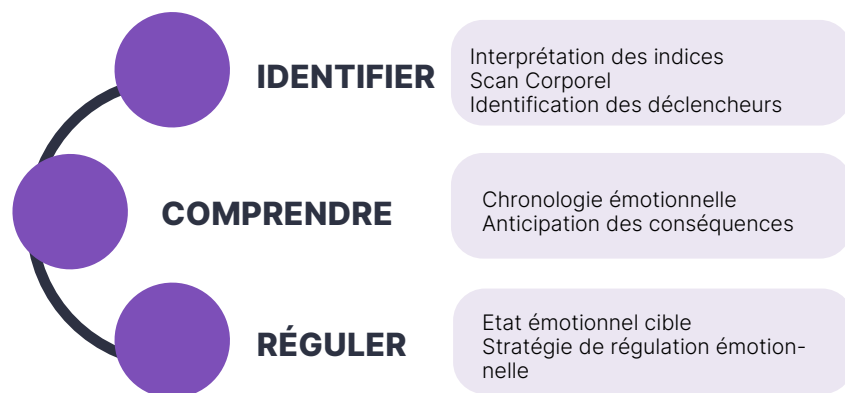 IDENTIFIER
Interprétation des indices
Scan Corporel
Identification des déclencheurs
COMPRENDRE
Chronologie émotionnelle
Anticipation des conséquences
RÉGULER
Etat émotionnel cible
Stratégie de régulation émotion-
nelle